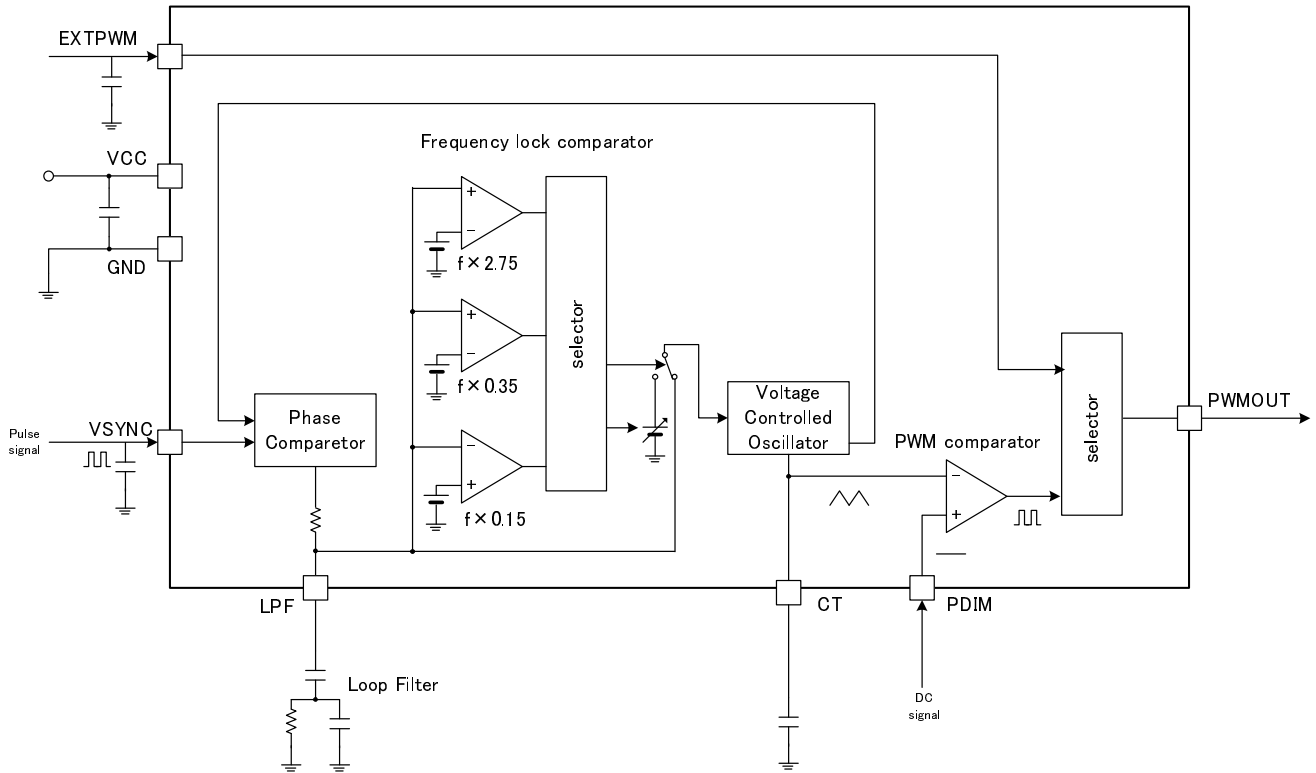 EXTPWM
VCC
GND
Frequency lock comparator
f×2.75
f×0.35
f×0.15
selector
Pulse
signal
VSYNC
Phase
Comparetor
Voltage
Controlled
Oscillator
PWM comparator
selector
PWMOUT
LPF
CT
PDIM
Loop Filter
DC
signal